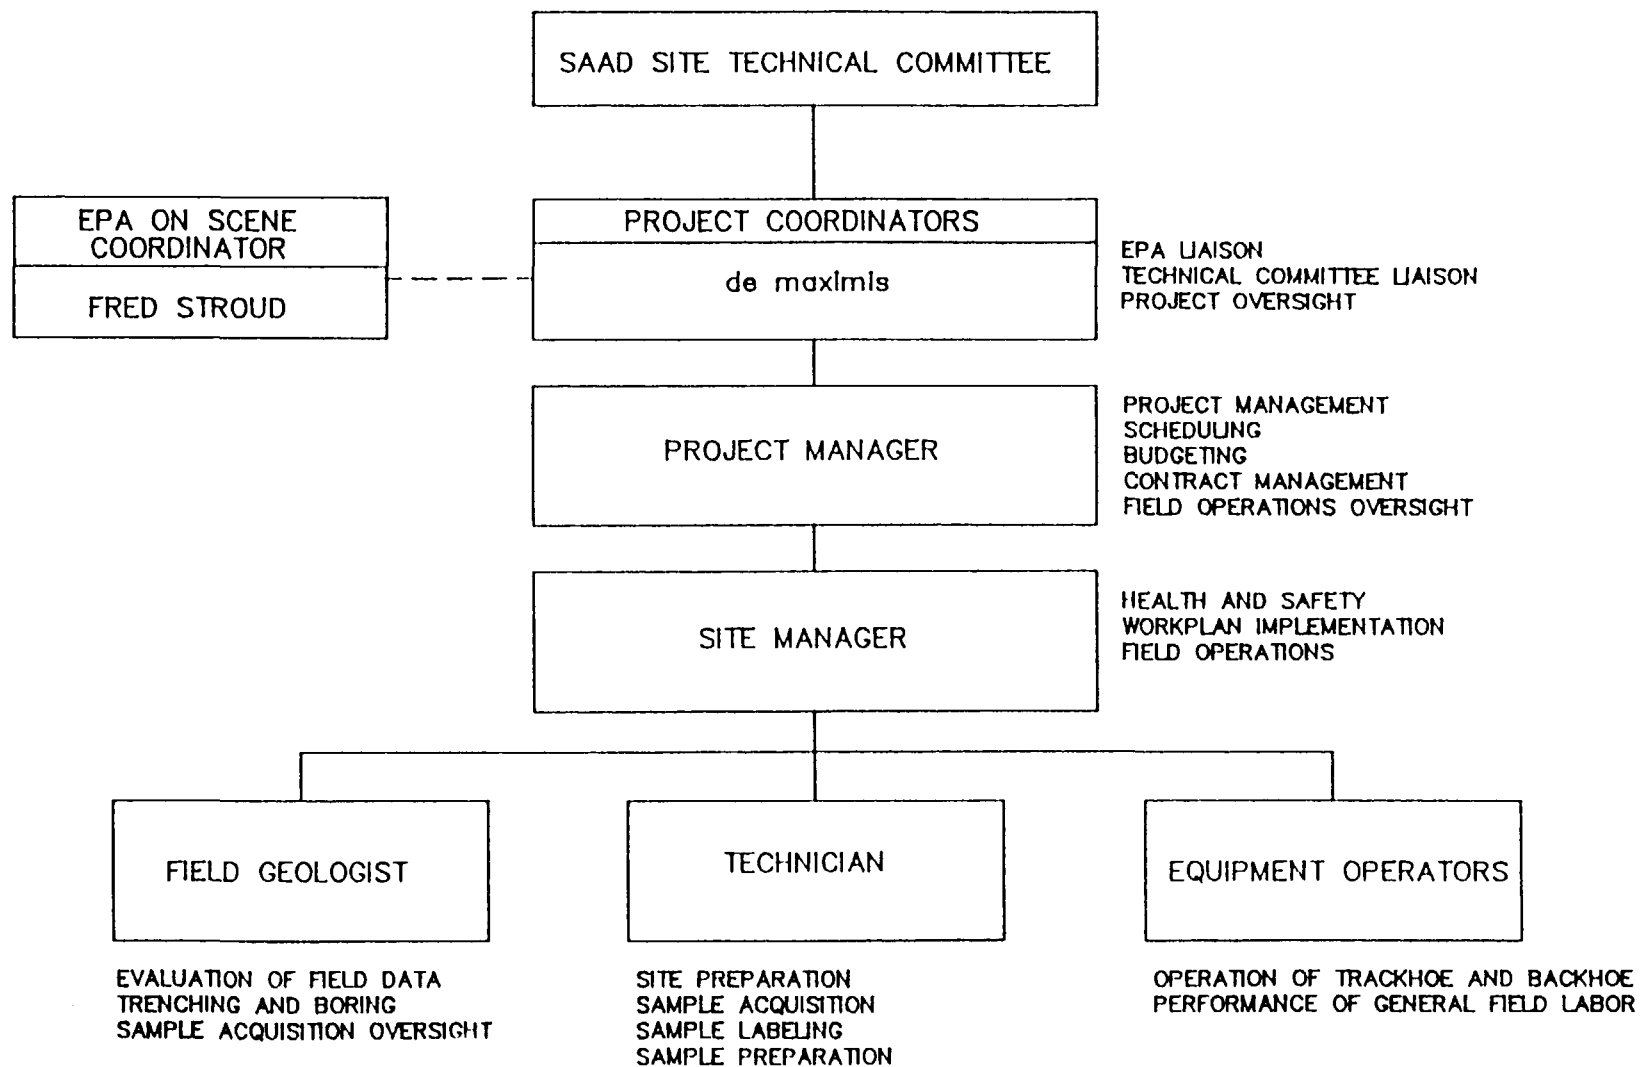 SAAD SITE TECHNICAL COMMITTEE
EPA ON SCENE
COORDINATOR
FRED STROUD
PROJECT COORDINATORS
de maximis
EPA LIAISON
TECHNICAL COMMITTEE LIAISON
PROJECT OVERSIGHT
PROJECT MANAGER
PROJECT MANAGEMENT
SCHEDULING
BUDGETING
CONTRACT MANAGEMENT
FIELD OPERATIONS OVERSIGHT
SITE MANAGER
HEALTH AND SAFETY
WORKPLAN IMPLEMENTATION
FIELD OPERATIONS
FIELD GEOLOGIST
EVALUATION OF FIELD DATA
TRENCHING AND BORING
SAMPLE ACQUISITION OVERSIGHT
TECHNICIAN
SITE PREPARATION
SAMPLE ACQUISITION
SAMPLE LABELING
SAMPLE PREPARATION
EQUIPMENT OPERATORS
OPERATION OF TRACKHOE AND BACKHOE
PERFORMANCE OF GENERAL FIELD LABOR